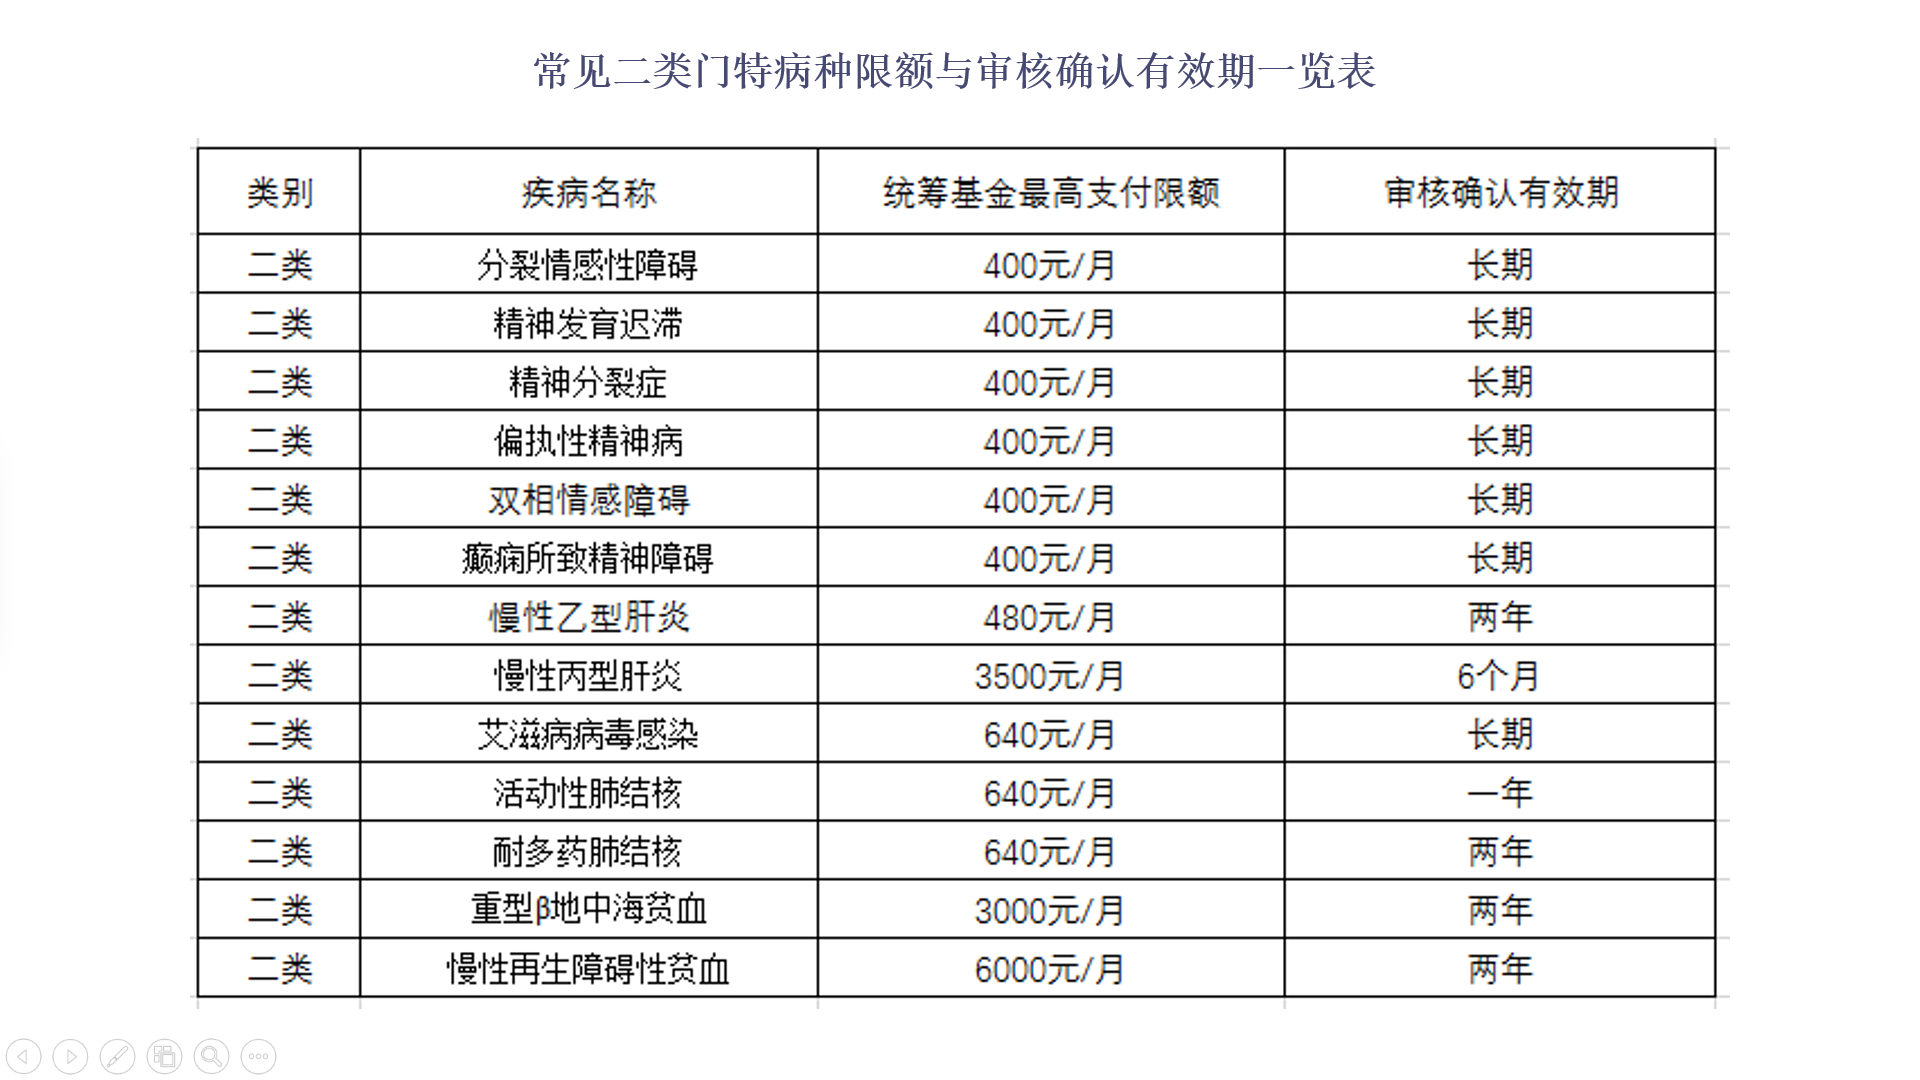 常见二类门特病种限额与审核确认有效期一览表
类别 疾病名称 统筹基金最高支付限额 审核确认有效期
二类 分裂情感性障碍 400元/月 长期
二类 精神发育迟滞 400元/月 长期
二类 精神分裂症 400元/月 长期
二类 偏执性精神病 400元/月 长期
二类 双相情感障碍 400元/月 长期
二类 癫痫所致精神障碍 400元/月 长期
二类 慢性乙型肝炎 480元/月 两年
二类 慢性丙型肝炎 3500元/月 6个月
二类 艾滋病病毒感染 640元/月 长期
二类 活动性肺结核 640元/月 一年
二类 耐多药肺结核 640元/月 两年
二类 重型β地中海贫血 3000元/月 两年
二类 慢性再生障碍性贫血 6000元/月 两年